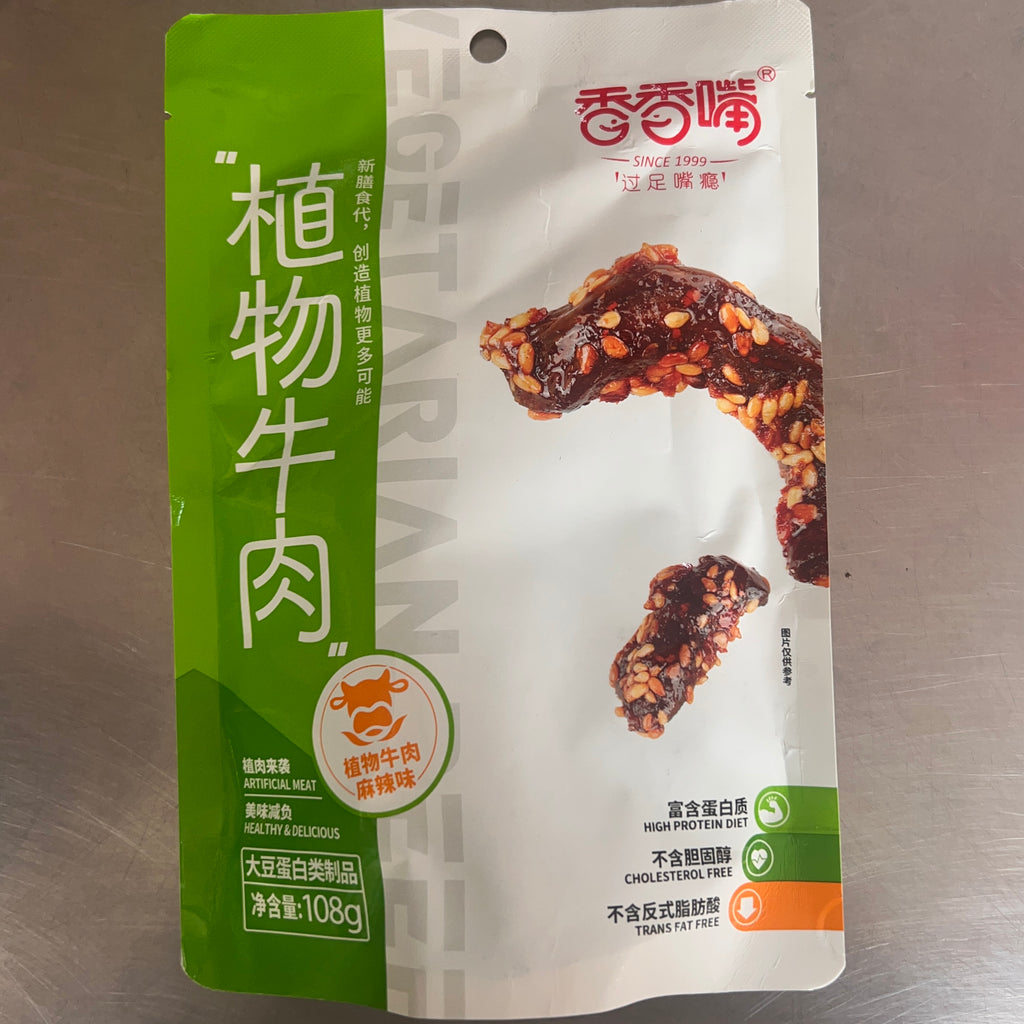 香香嘴®
SINCE 1999
'过足嘴瘾'
"植物牛肉"
新膳食代，创造植物更多可能
VEGETARIAN BEEF
植物牛肉
麻辣味
图片仅供参考
植肉来袭
ARTIFICIAL MEAT
美味减负
HEALTHY & DELICIOUS
大豆蛋白类制品
净含量:108g
富含蛋白质
HIGH PROTEIN DIET
不含胆固醇
CHOLESTEROL FREE
不含反式脂肪酸
TRANS FAT FREE